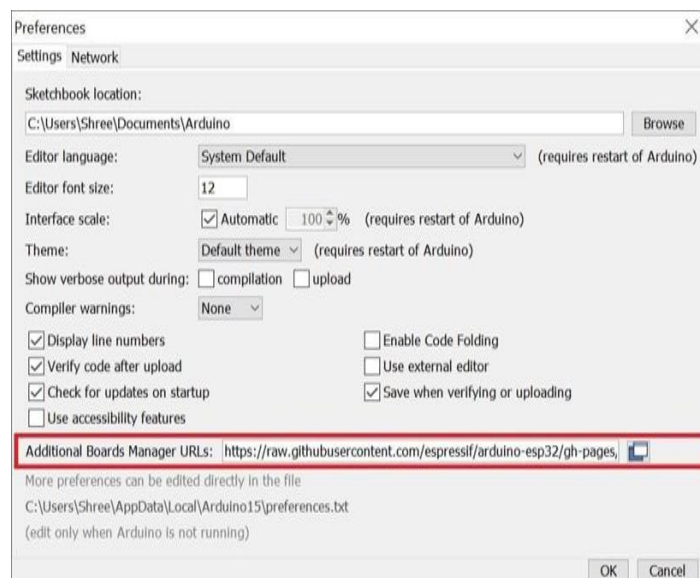 Preferences
Settings Network
Sketchbook location:
C:\Users\Shree\Documents\Arduino Browse
Editor language: System Default (requires restart of Arduino)
Editor font size: 12
Interface scale: Automatic 100 % (requires restart of Arduino)
Theme: Default theme (requires restart of Arduino)
Show verbose output during: compilation upload
Compiler warnings: None
Display line numbers Enable Code Folding
Verify code after upload Use external editor
Check for updates on startup Save when verifying or uploading
Use accessibility features
Additional Boards Manager URLs: https://raw.githubusercontent.com/espressif/arduino-esp32/gh-pages,
More preferences can be edited directly in the file
C:\Users\Shree\AppData\Local\Arduino15\preferences.txt
(edit only when Arduino is not running)
OK Cancel